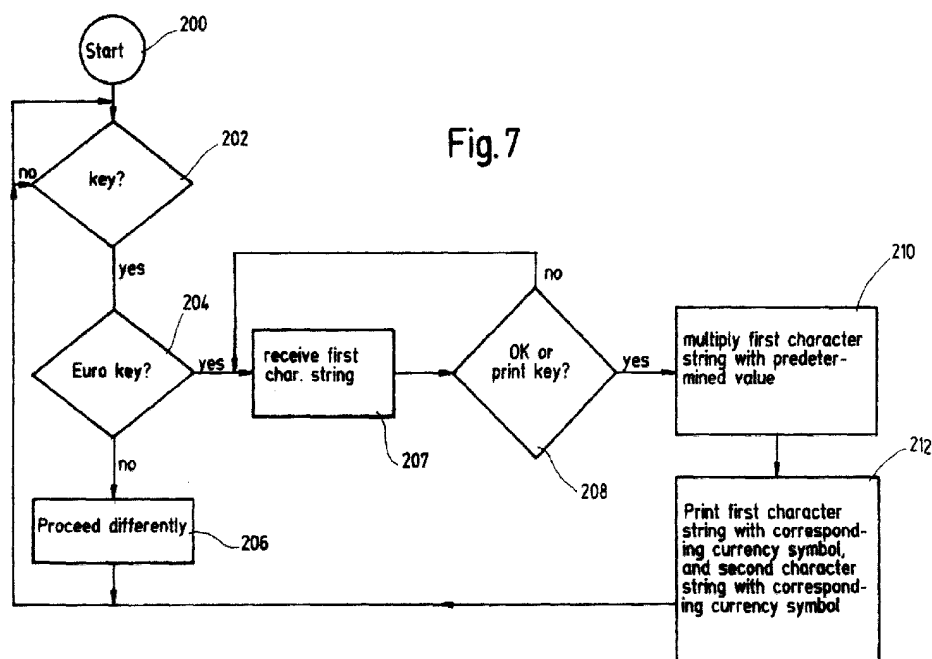 200
Start
Fig. 7
202
no
key?
yes
204
210
no
Euro key?
yes
receive first
char. string
OK or
print key?
yes
multiply first character
string with predeter-
mined value
207
208
no
212
Proceed differently
206
Print first character
string with correspond-
ing currency symbol,
and second character
string with correspond-
ing currency symbol